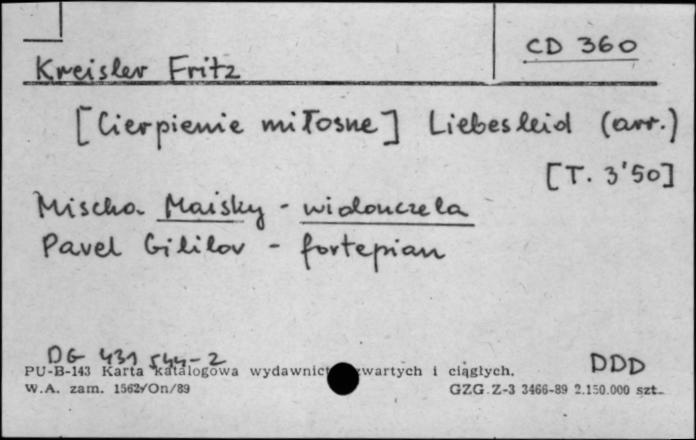 CD 360
Kreisler Fritz
[Cierpienie miłosne] Liebesleid (arr.)
[T. 3'50]
Mischa Maisky - wiolonczela
Pavel Gililov - fortepian
DG 431 544-2
DDD
PU-B-143 Karta katalogowa wydawnict zwartych i ciągłych.
W.A. zam. 1562/On/89 GZG Z-3 3466-89 2.150.000 szt.